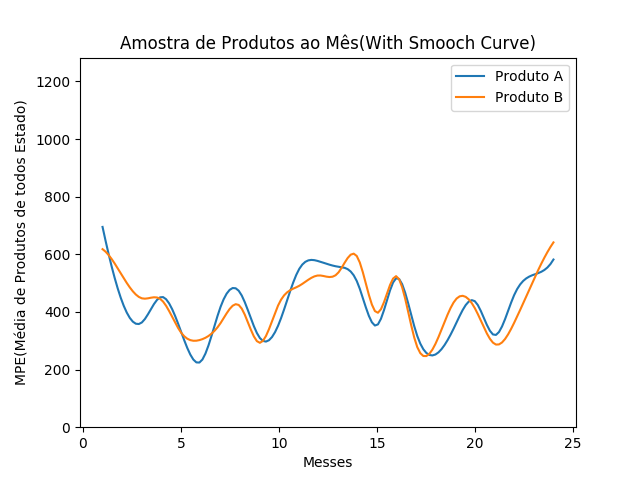 Amostra de Produtos ao Mês(With Smooch Curve)
Produto A
Produto B
MPE(Média de Produtos de todos Estado)
1200
1000
800
600
400
200
0
0 5 10 15 20 25
Messes